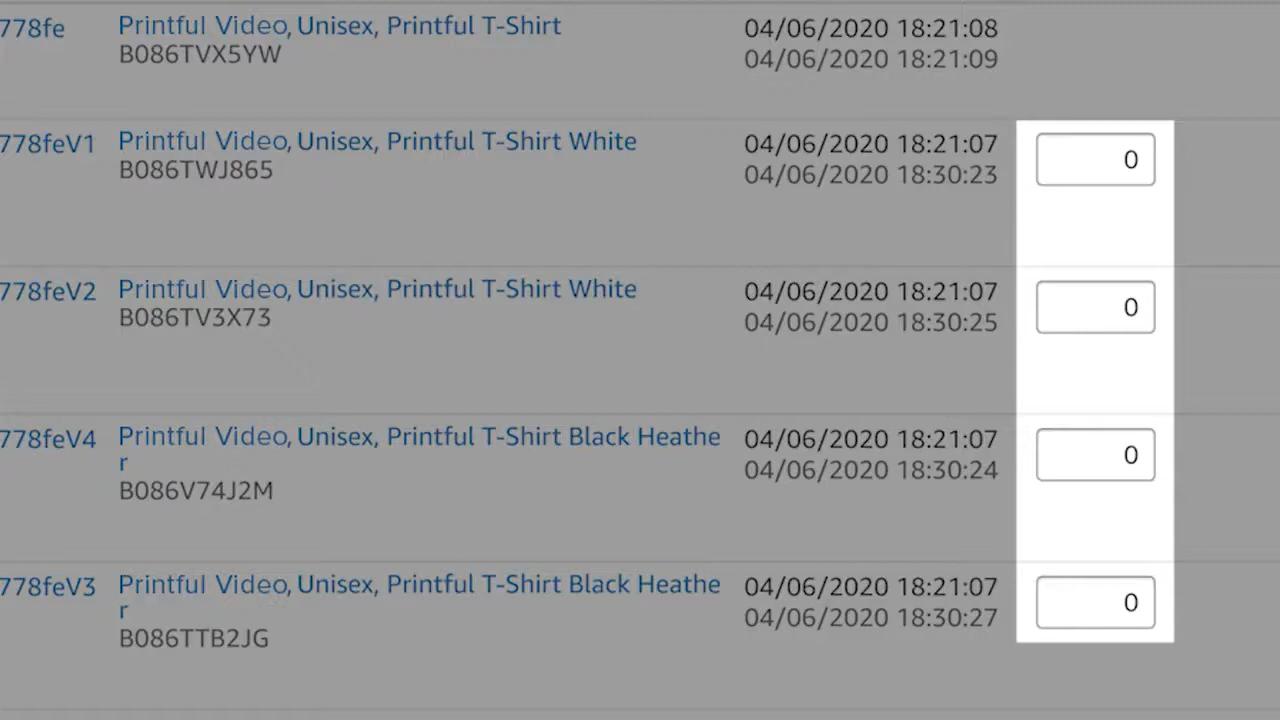 778fe Printful Video, Unisex, Printful T-Shirt 04/06/2020 18:21:08
B086TVX5YW 04/06/2020 18:21:09
778feV1 Printful Video, Unisex, Printful T-Shirt White 04/06/2020 18:21:07 0
B086TWJ865 04/06/2020 18:30:23
778feV2 Printful Video, Unisex, Printful T-Shirt White 04/06/2020 18:21:07 0
B086TV3X73 04/06/2020 18:30:25
778feV4 Printful Video, Unisex, Printful T-Shirt Black Heathe 04/06/2020 18:21:07 0
r 04/06/2020 18:30:24
B086V74J2M
778feV3 Printful Video, Unisex, Printful T-Shirt Black Heathe 04/06/2020 18:21:07 0
r 04/06/2020 18:30:27
B086TTB2JG